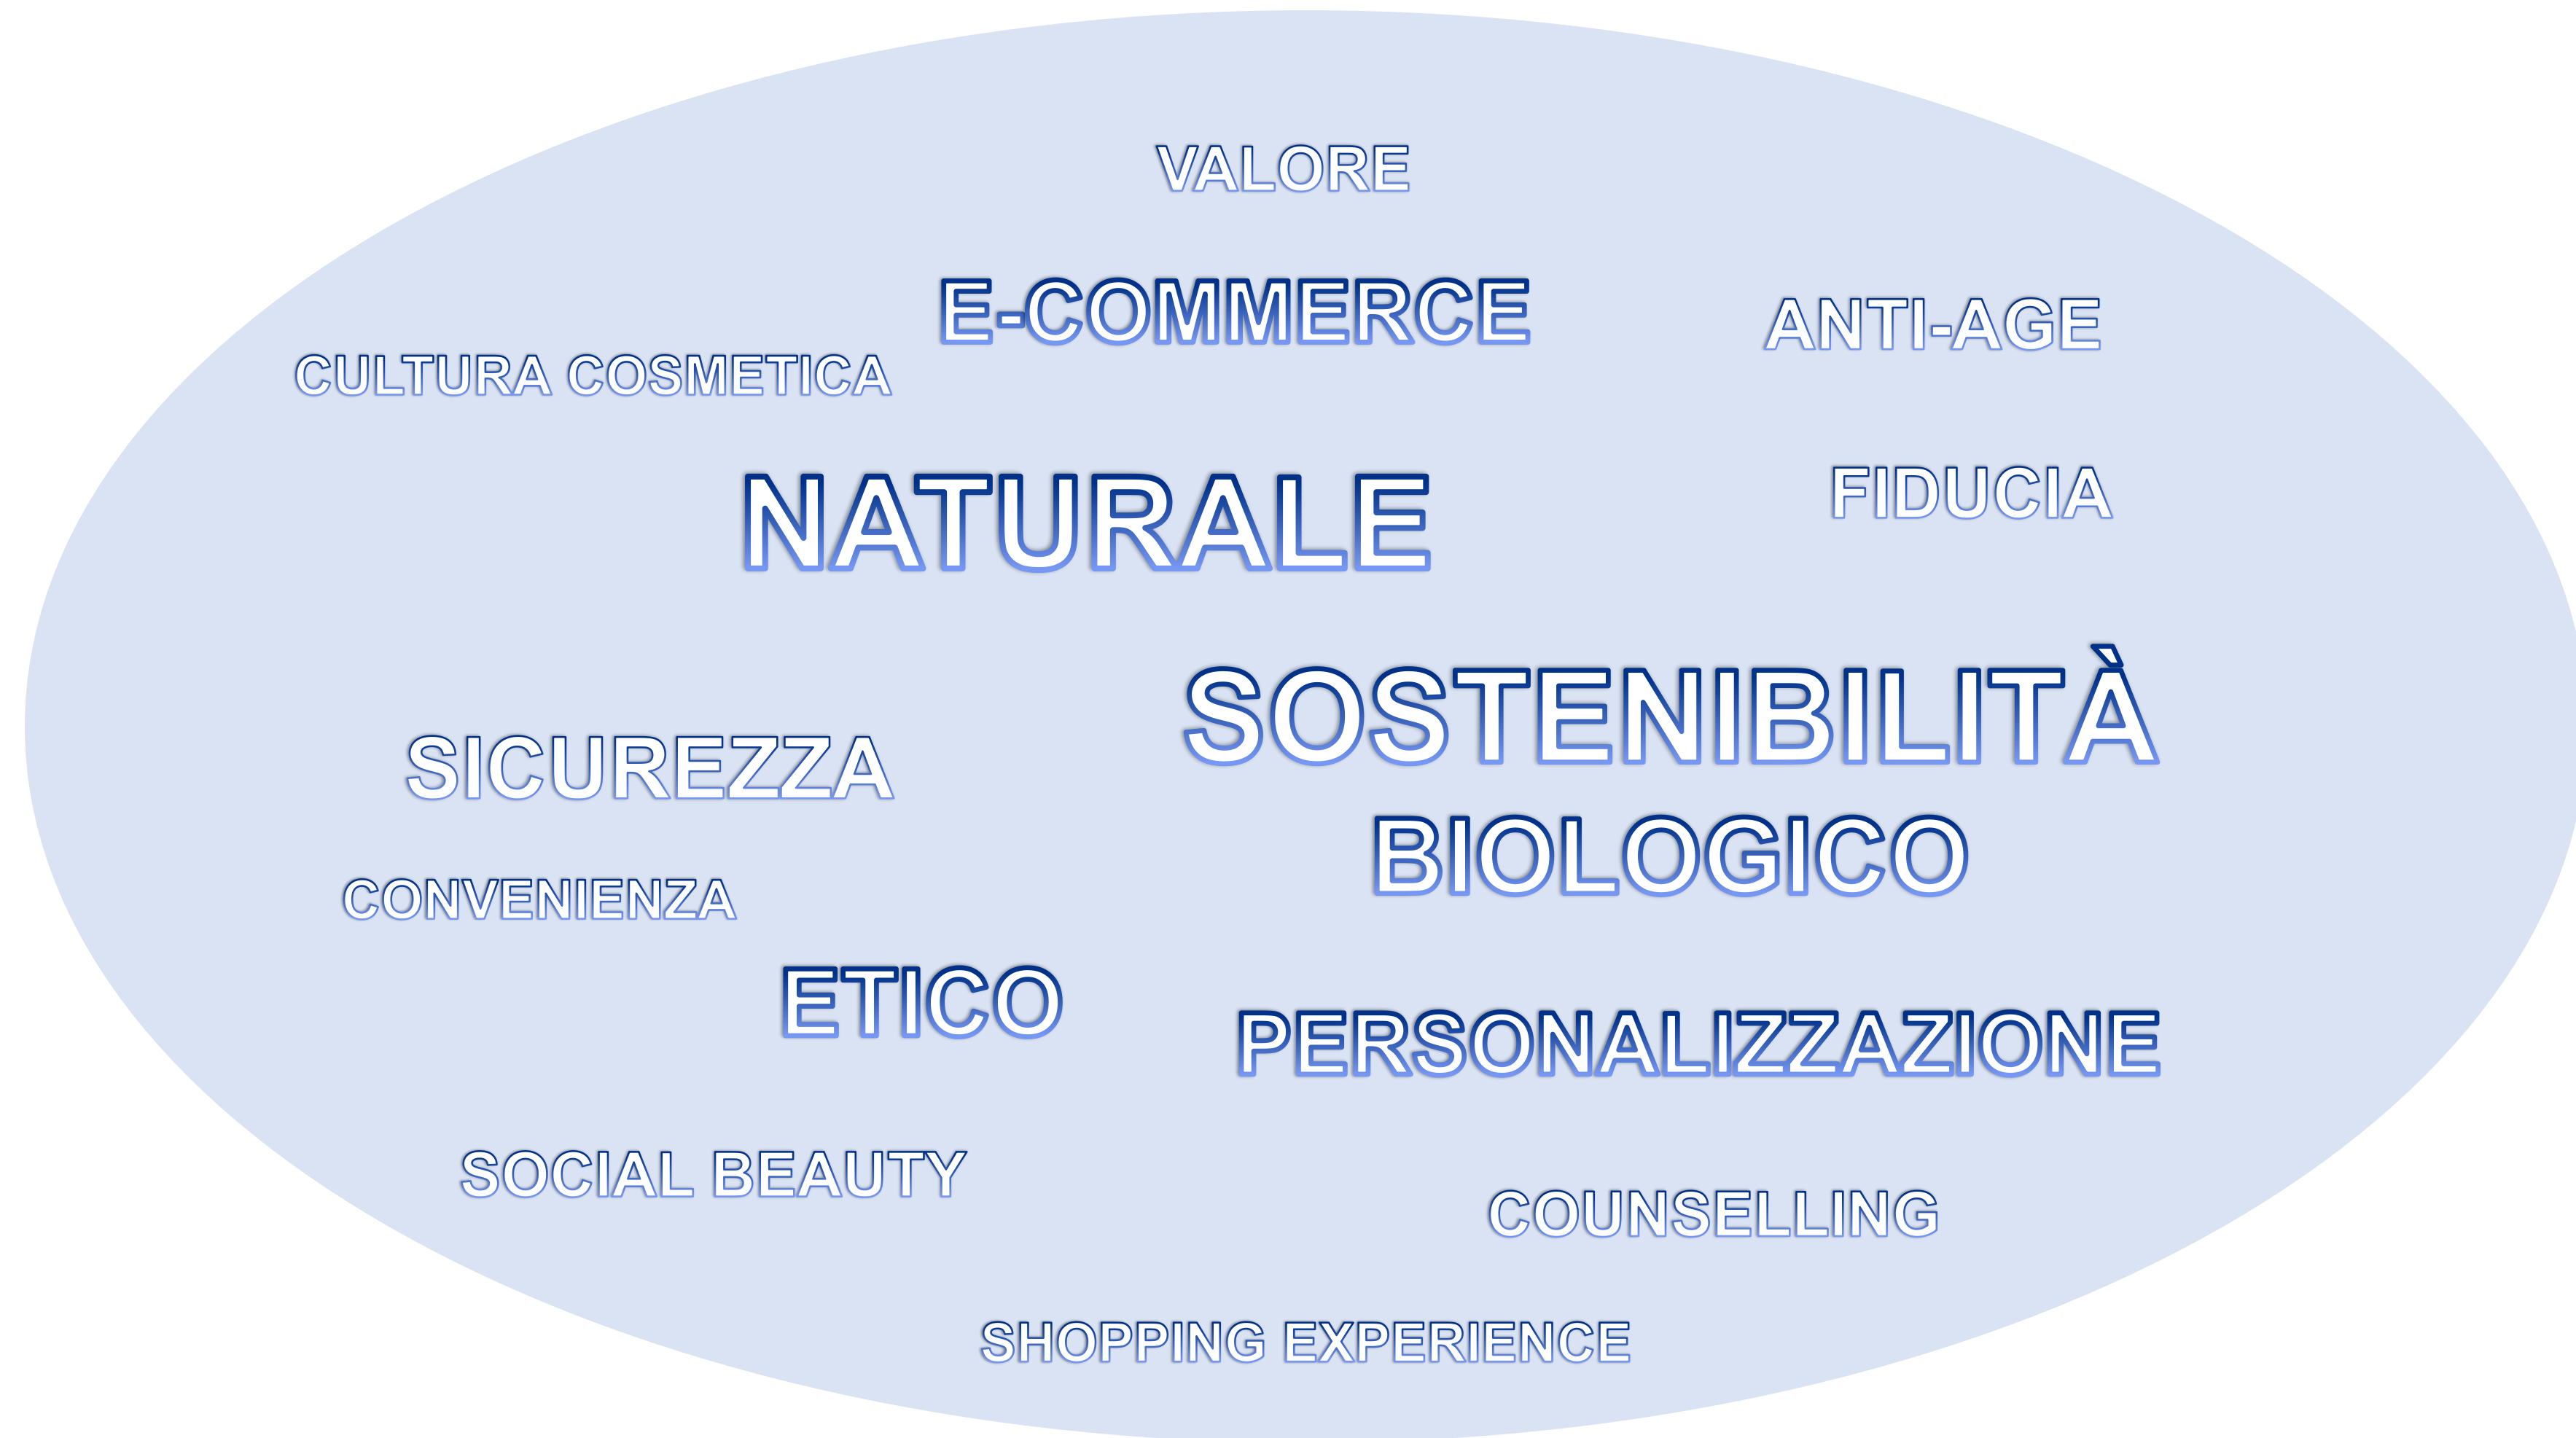 VALORE
E-COMMERCE
ANTI-AGE
CULTURA COSMETICA
NATURALE
FIDUCIA
SOSTENIBILITÀ
SICUREZZA
BIOLOGICO
CONVENIENZA
ETICO
PERSONALIZZAZIONE
SOCIAL BEAUTY
COUNSELLING
SHOPPING EXPERIENCE